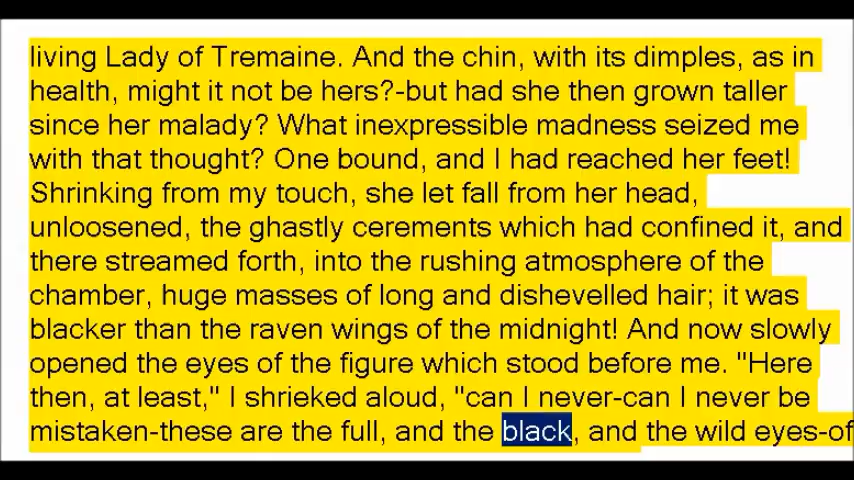 living Lady of Tremaine. And the chin, with its dimples, as in
health, might it not be hers?-but had she then grown taller
since her malady? What inexpressible madness seized me
with that thought? One bound, and I had reached her feet!
Shrinking from my touch, she let fall from her head,
unloosened, the ghastly cerements which had confined it, and
there streamed forth, into the rushing atmosphere of the
chamber, huge masses of long and dishevelled hair; it was
blacker than the raven wings of the midnight! And now slowly
opened the eyes of the figure which stood before me. "Here
then, at least," I shrieked aloud, "can I never-can I never be
mistaken-these are the full, and the black, and the wild eyes-of